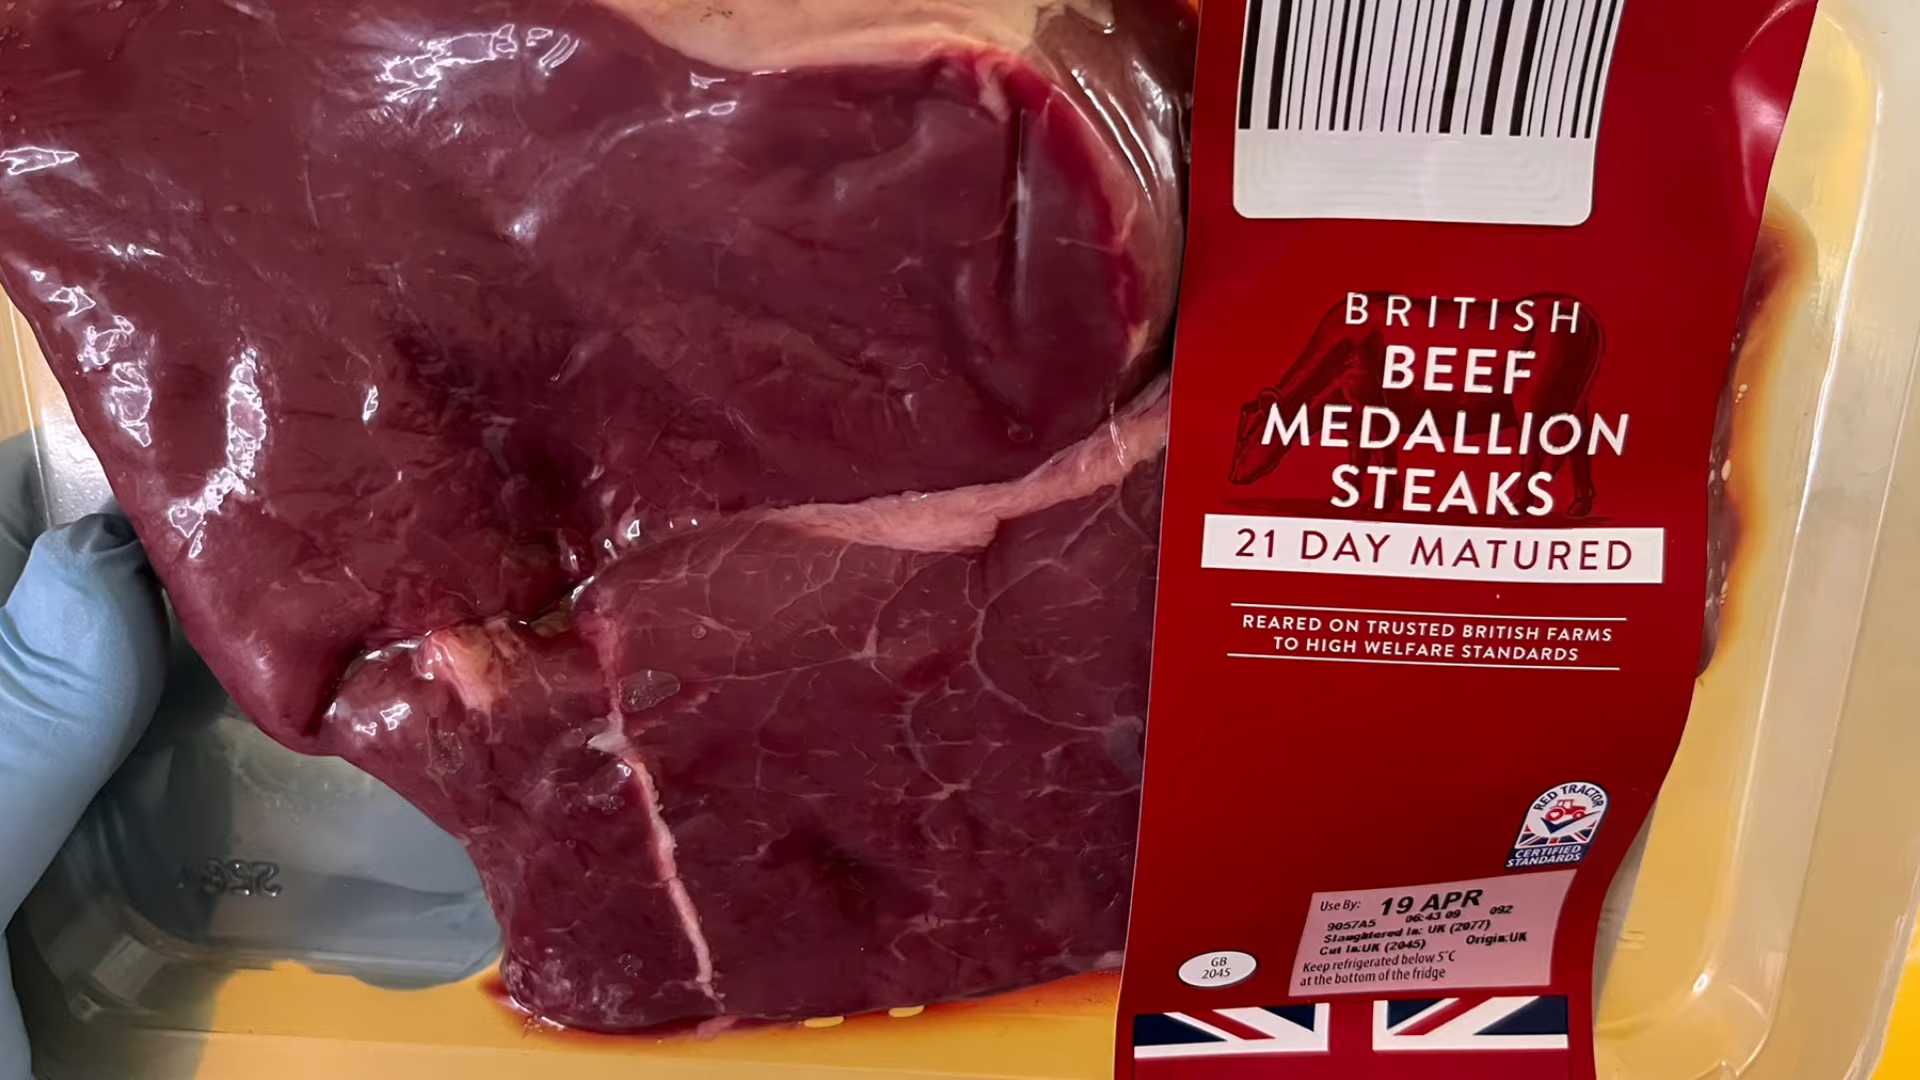 BRITISH
BEEF
MEDALLION
STEAKS
21 DAY MATURED
REARED ON TRUSTED BRITISH FARMS
TO HIGH WELFARE STANDARDS
RED TRACTOR
CERTIFIED
STANDARDS
Use By: 19 APR
9057A5 06:43 09 092
Slaughtered In: UK (2077)
Cut In:UK (2045) Origin:UK
Keep refrigerated below 5°C
at the bottom of the fridge
GB
2045